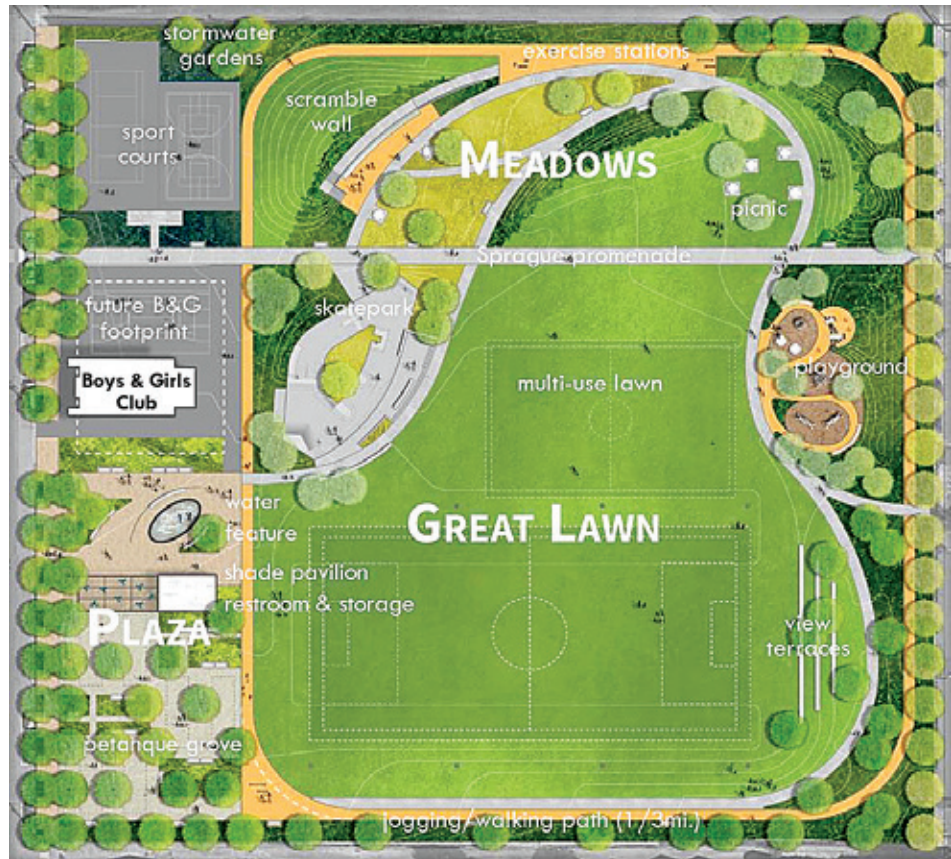 stormwater
gardens
exercise stations
scramble
wall
sport
courts
MEADOWS
picnic
Sprague promenade
future B&G
footprint
skatepark
Boys & Girls
Club
multi-use lawn
playground
water
feature
GREAT LAWN
shade pavilion
restroom & storage
PLAZA
view
terraces
petanque grove
jogging/walking path (1/3mi.)